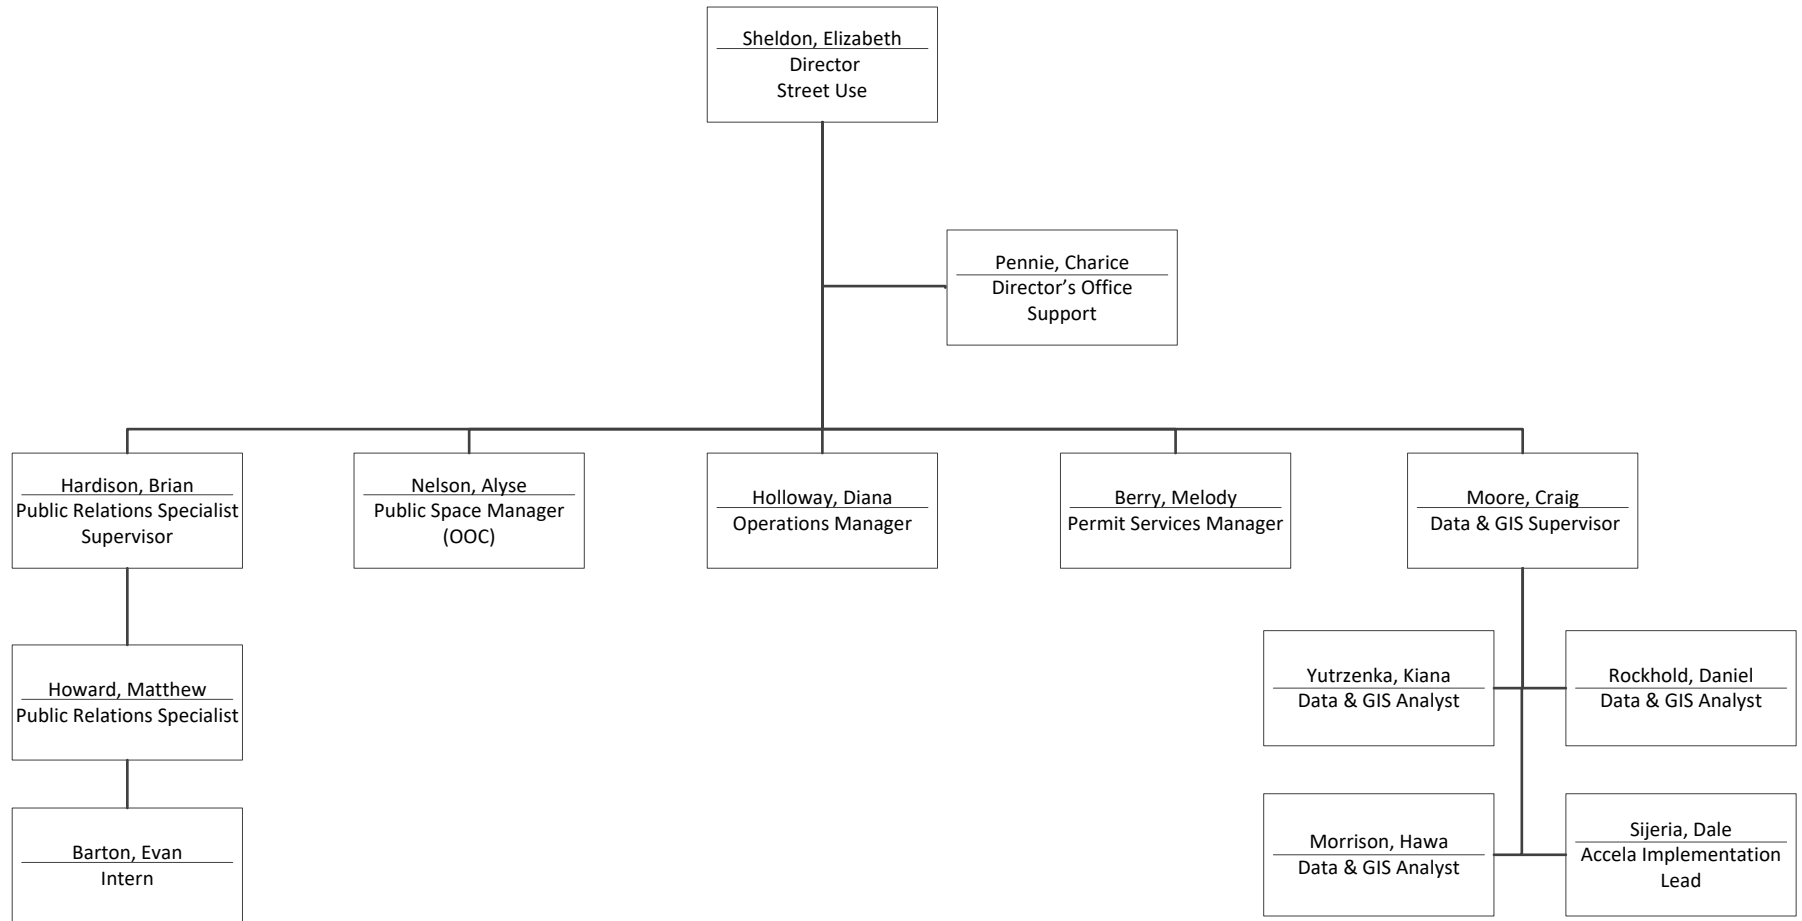 Sheldon, Elizabeth
Director
Street Use
Pennie, Charice
Director’s Office
Support
Hardison, Brian
Public Relations Specialist
Supervisor
Nelson, Alyse
Public Space Manager
(OOC)
Holloway, Diana
Operations Manager
Berry, Melody
Permit Services Manager
Moore, Craig
Data & GIS Supervisor
Howard, Matthew
Public Relations Specialist
Yutrzenka, Kiana
Data & GIS Analyst
Rockhold, Daniel
Data & GIS Analyst
Barton, Evan
Intern
Morrison, Hawa
Data & GIS Analyst
Sijeria, Dale
Accela Implementation
Lead